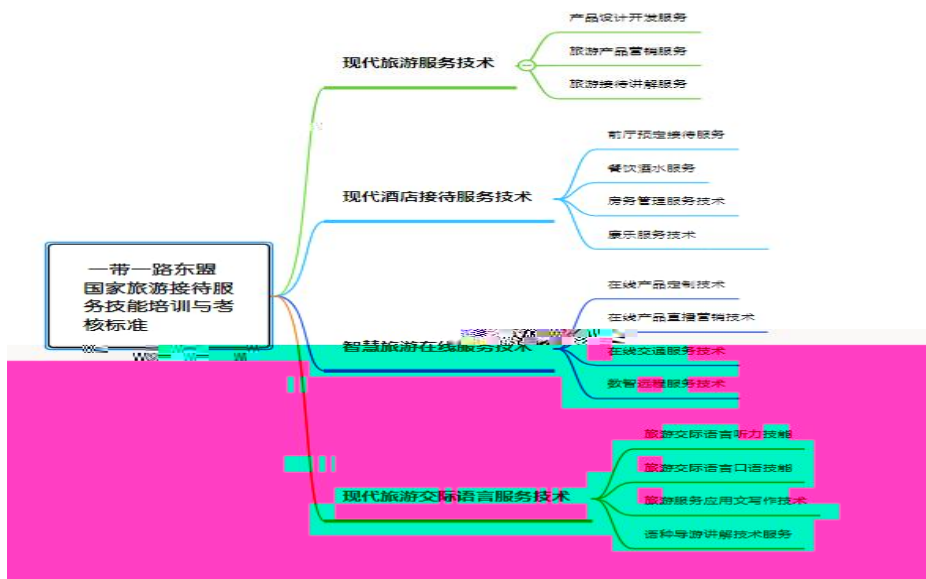 产品设计开发服务
现代旅游服务技术
旅游产品营销服务
旅游接待讲解服务
前厅预定接待服务
餐饮酒水服务
现代酒店接待服务技术
房务管理服务技术
康乐服务技术
一带一路东盟
国家旅游接待服
务技能培训与考
核标准
在线产品定制技术
在线产品直播营销技术
智慧旅游在线服务技术
在线交通服务技术
数智远程服务技术
旅游交际语言听力技能
旅游交际语言口语技能
现代旅游交际语言服务技术
旅游服务应用文写作技术
语种导游讲解技术服务